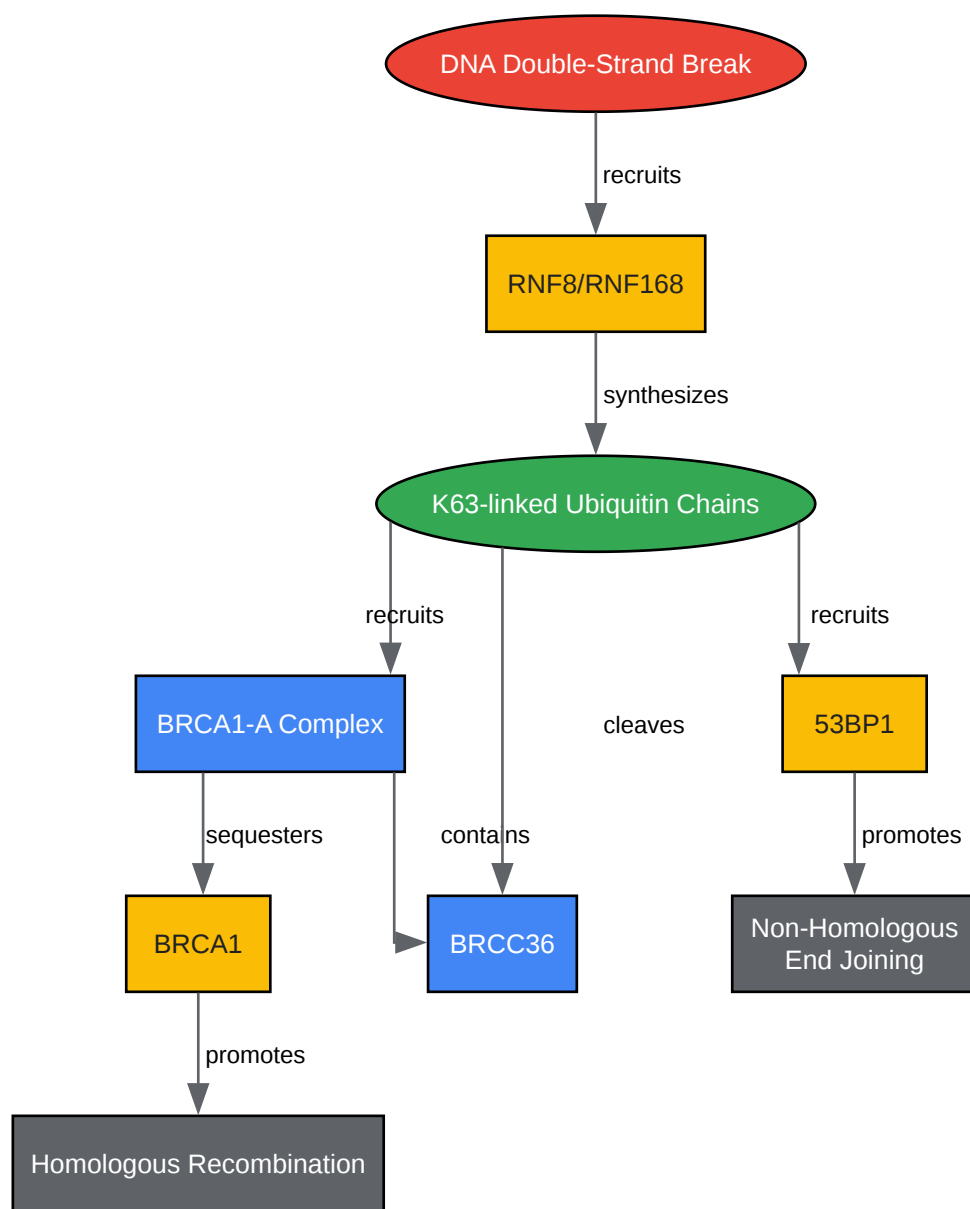 DNA Double-Strand Break
recruits
RNF8/RNF168
synthesizes
K63-linked Ubiquitin Chains
recruits
recruits
BRCA1-A Complex
cleaves
53BP1
sequesters
contains
promotes
BRCA1
BRCC36
Non-Homologous
End Joining
promotes
Homologous Recombination